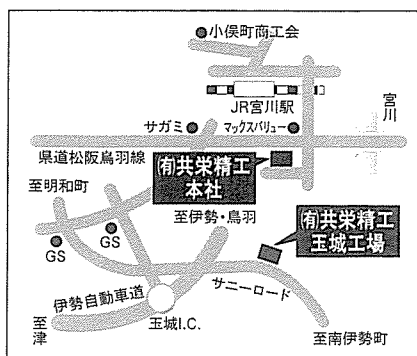 小俣町商工会
JR宮川駅
宮川
サガミ
マックスバリュー
県道松阪鳥羽線
㈲共栄精工
本社
至明和町
至伊勢・鳥羽
㈲共栄精工
玉城工場
GS
GS
伊勢自動車道
サニーロード
至津
玉城I.C.
至南伊勢町